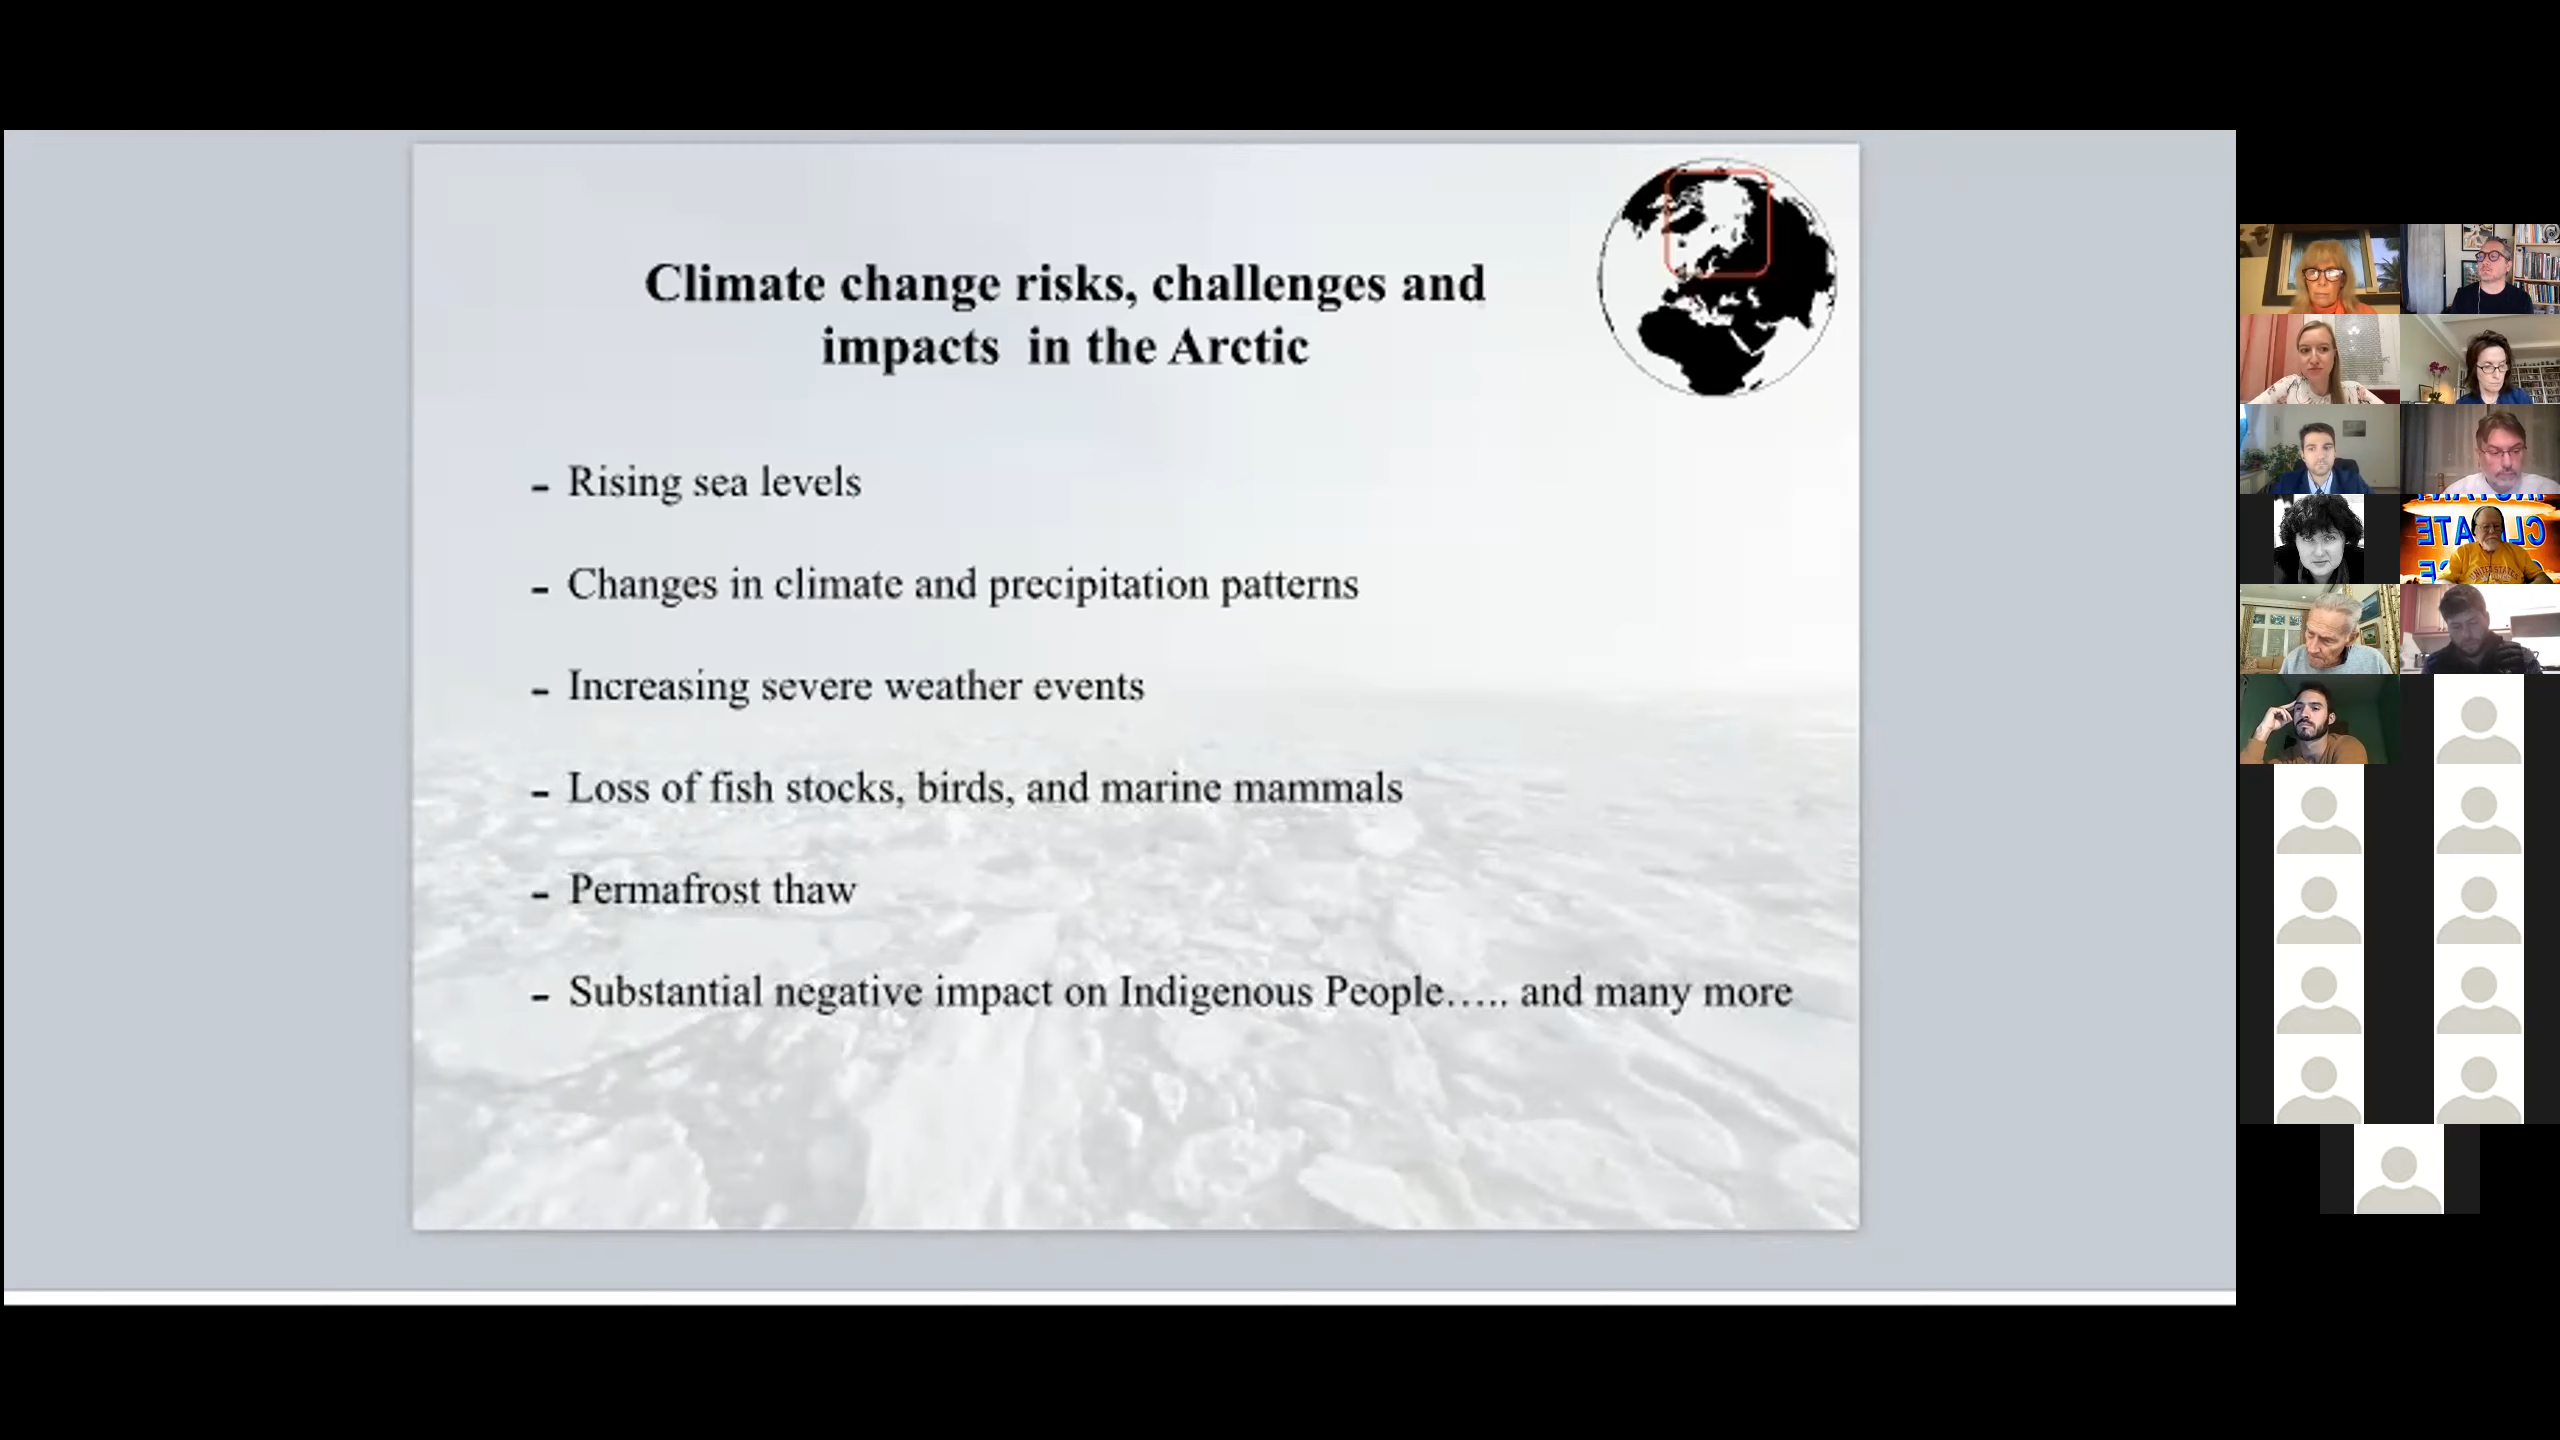 Climate change risks, challenges and
impacts in the Arctic
- Rising sea levels
- Changes in climate and precipitation patterns
- Increasing severe weather events
- Loss of fish stocks, birds, and marine mammals
- Permafrost thaw
- Substantial negative impact on Indigenous People….. and many more
UNITED STATES